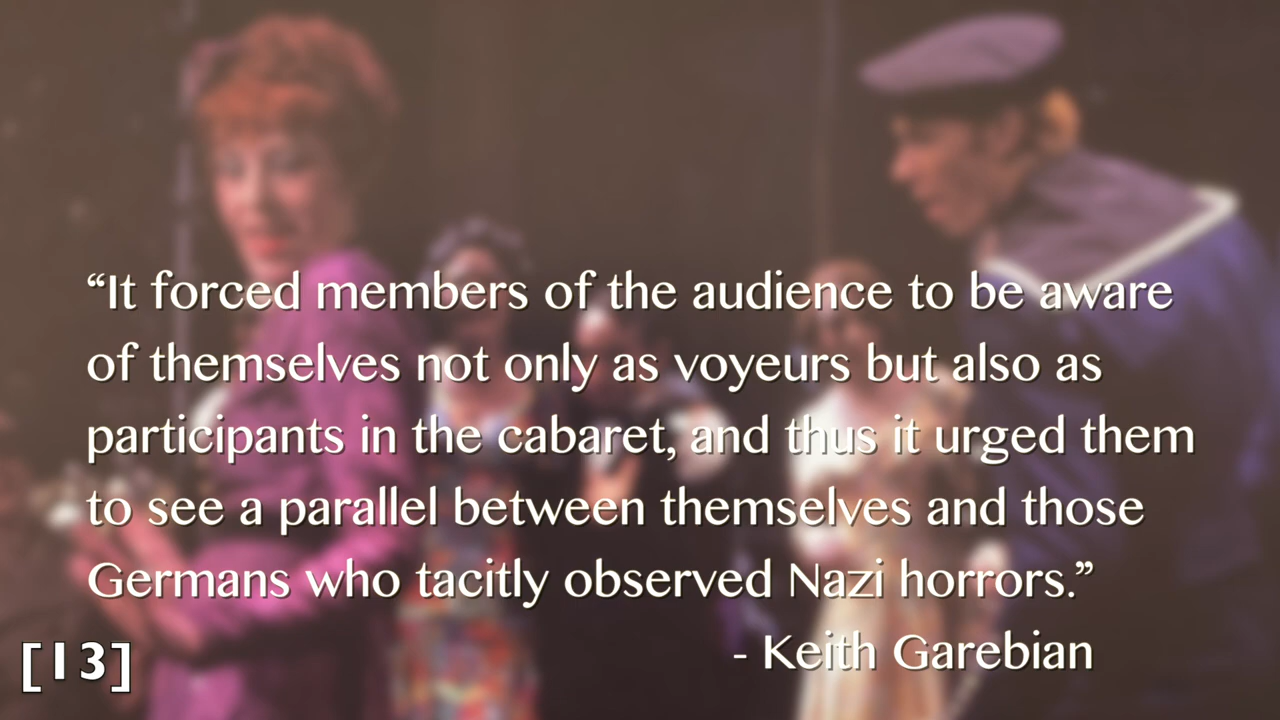 “It forced members of the audience to be aware
of themselves not only as voyeurs but also as
participants in the cabaret, and thus it urged them
to see a parallel between themselves and those
Germans who tacitly observed Nazi horrors.”
- Keith Garebian
[13]